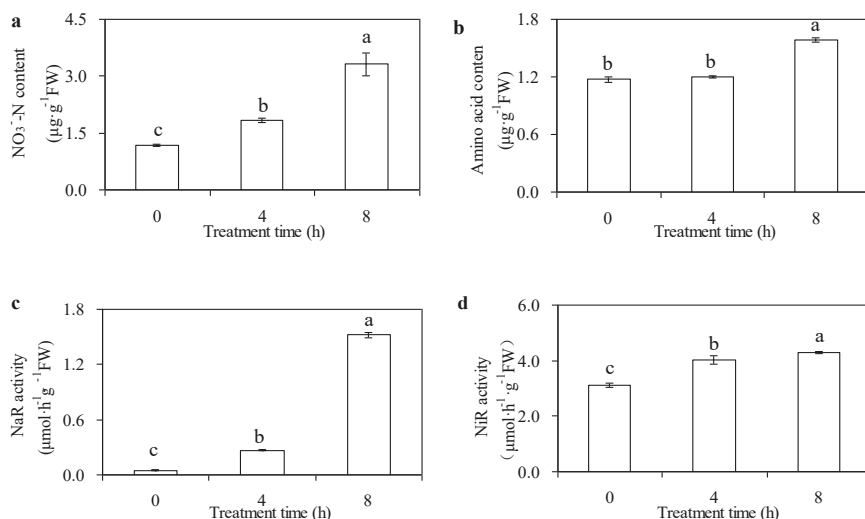 a
4.5
3.0
1.5
0.0
NO₃⁻-N content
(μg·g⁻¹FW)
c
b
a
0 4 8
Treatment time (h)
b
1.8
1.2
0.6
0.0
Amino acid conten
(μg·g⁻¹FW)
b
b
a
0 4 8
Treatment time (h)
c
1.8
1.2
0.6
0.0
NaR activity
(μmol·h⁻¹g⁻¹FW)
c
b
a
0 4 8
Treatment time (h)
d
6.0
4.0
2.0
0.0
NiR activity
（μmol·h⁻¹·g⁻¹FW）
c
b
a
0 4 8
Treatment time (h)